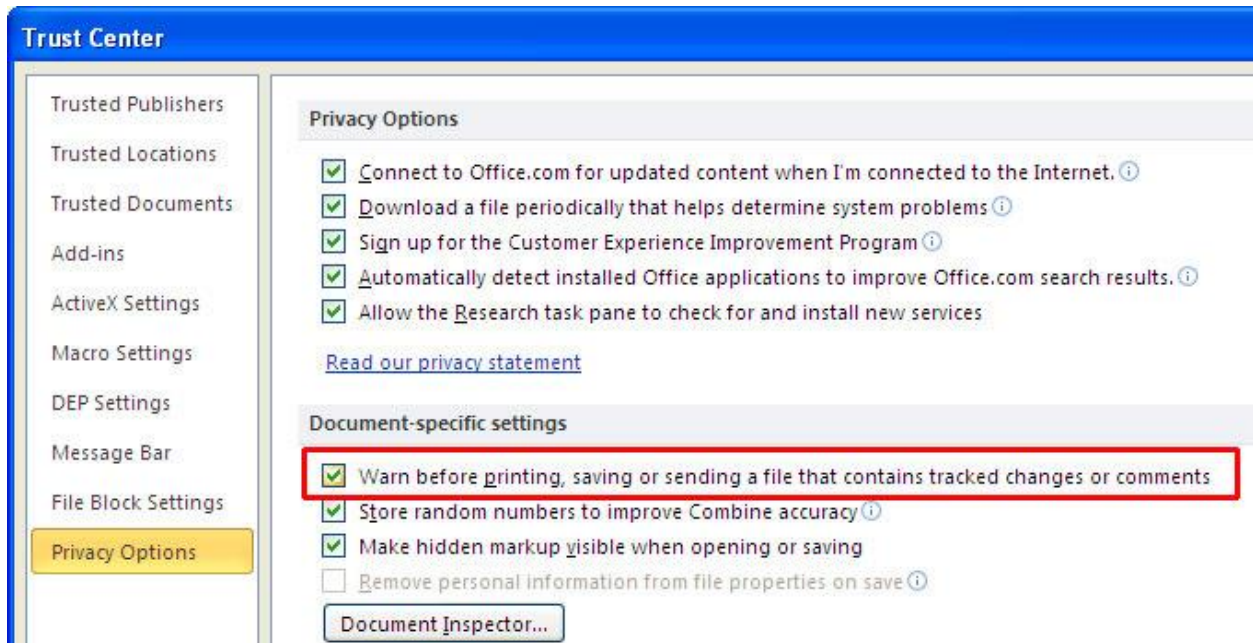 Trust Center
Trusted Publishers
Trusted Locations
Trusted Documents
Add-ins
ActiveX Settings
Macro Settings
DEP Settings
Message Bar
File Block Settings
Privacy Options
Privacy Options
Connect to Office.com for updated content when I'm connected to the Internet.
Download a file periodically that helps determine system problems
Sign up for the Customer Experience Improvement Program
Automatically detect installed Office applications to improve Office.com search results.
Allow the Research task pane to check for and install new services
Read our privacy statement
Document-specific settings
Warn before printing, saving or sending a file that contains tracked changes or comments
Store random numbers to improve Combine accuracy
Make hidden markup visible when opening or saving
Remove personal information from file properties on save
Document Inspector...